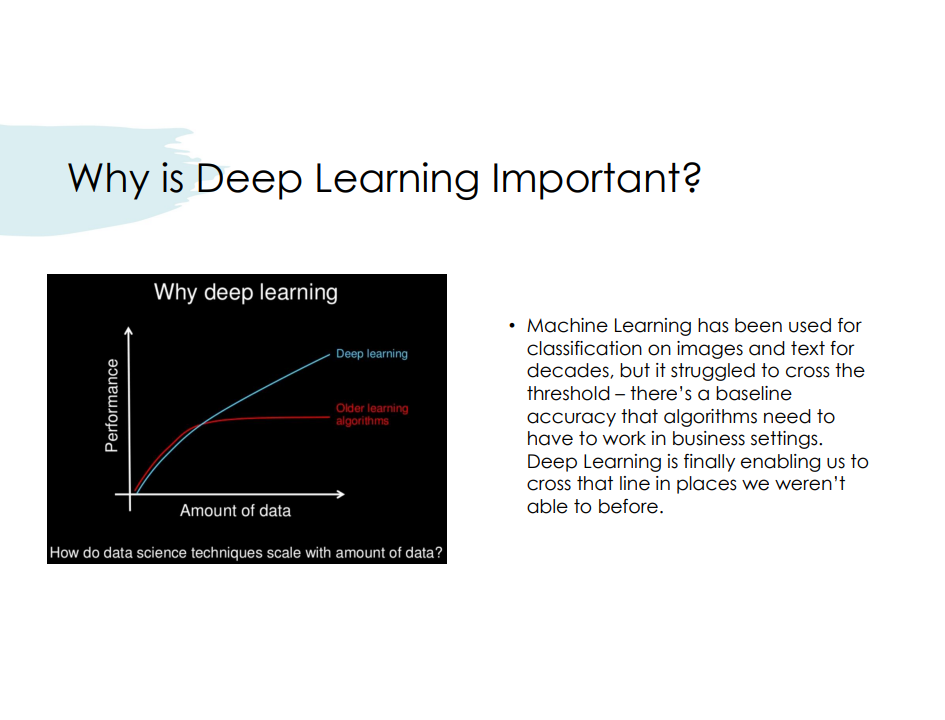 Why is Deep Learning Important?
Why deep learning
Performance
Deep learning
Older learning
algorithms
Amount of data
How do data science techniques scale with amount of data?
• Machine Learning has been used for
classification on images and text for
decades, but it struggled to cross the
threshold – there’s a baseline
accuracy that algorithms need to
have to work in business settings.
Deep Learning is finally enabling us to
cross that line in places we weren’t
able to before.